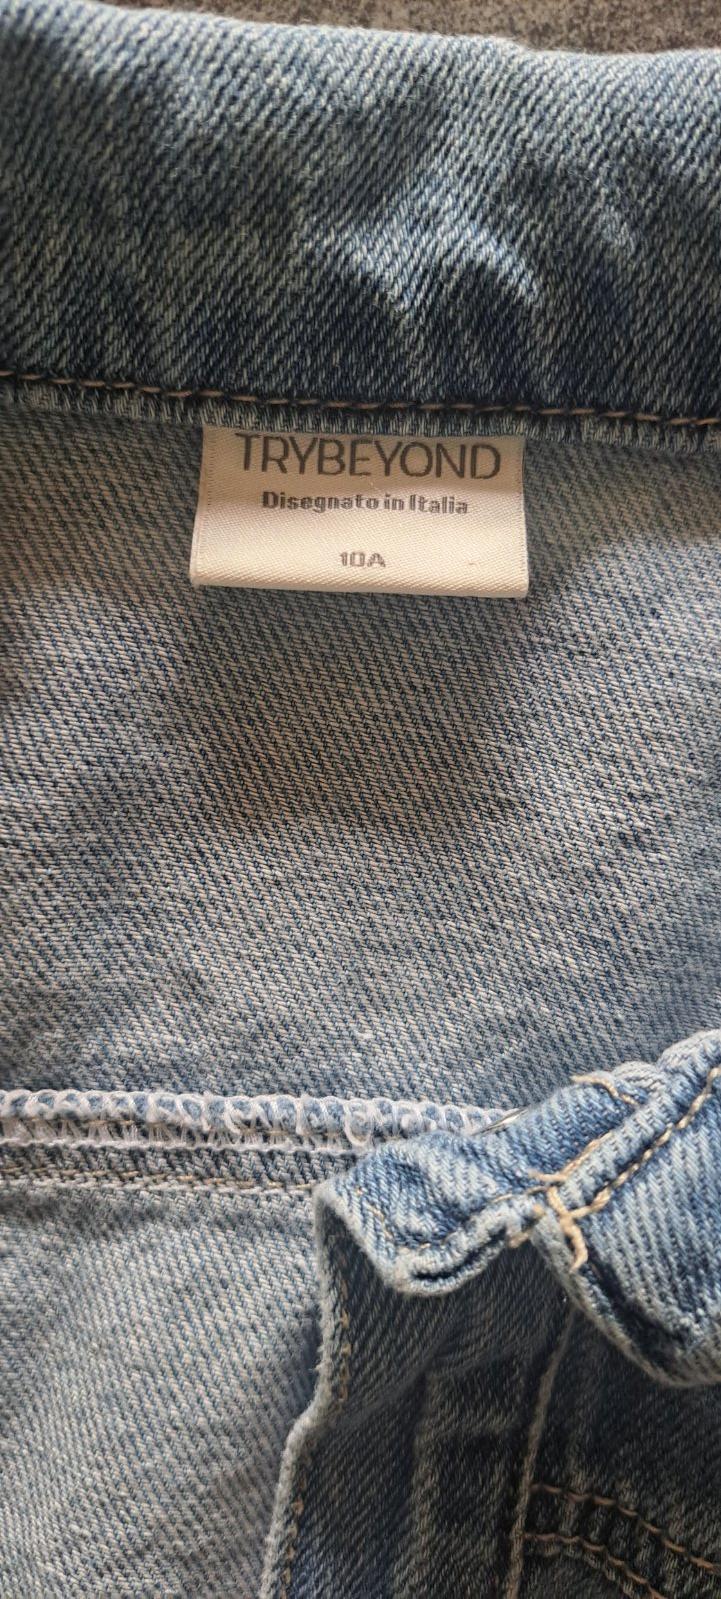 TRYBEYOND
Disegnato in Italia
10A